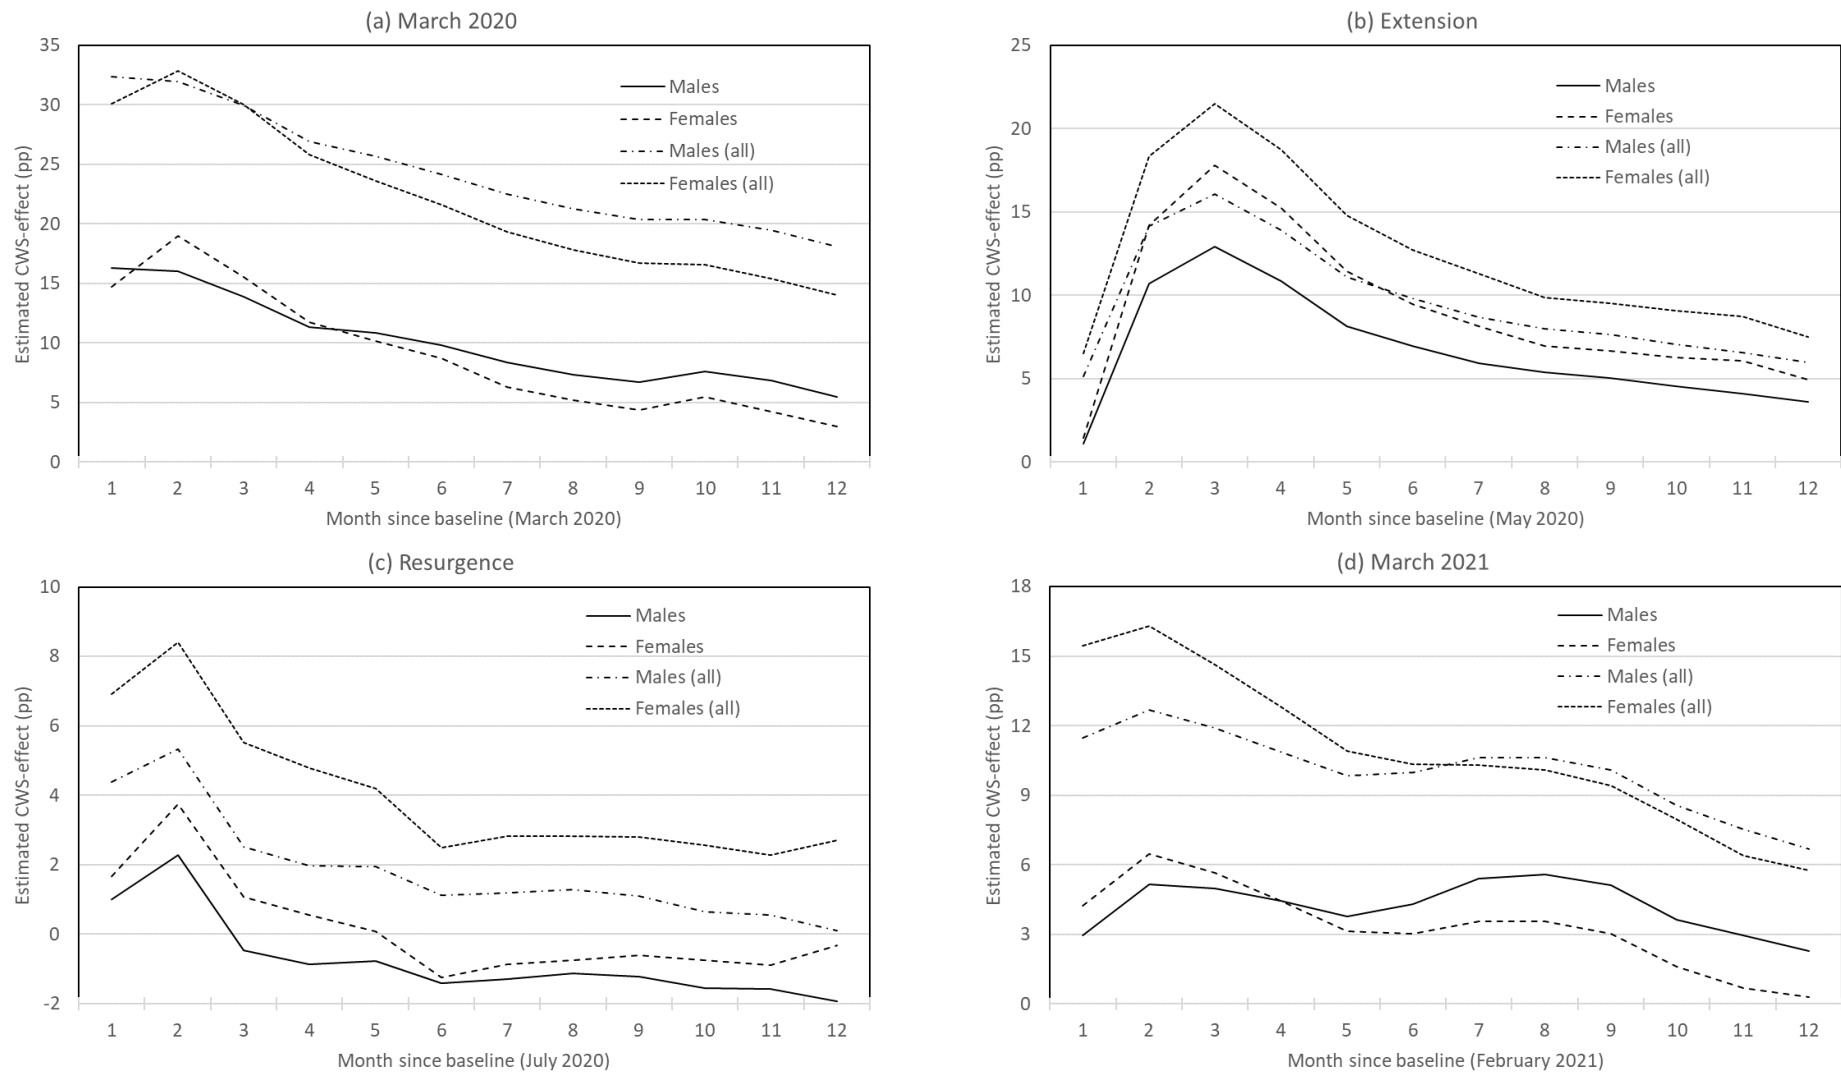 (a) March 2020
35
30
25
20
15
10
5
0
Estimated CWS-effect (pp)
Males
Females
Males (all)
Females (all)
1 2 3 4 5 6 7 8 9 10 11 12
Month since baseline (March 2020)
(b) Extension
25
20
15
10
5
0
Estimated CWS-effect (pp)
Males
Females
Males (all)
Females (all)
1 2 3 4 5 6 7 8 9 10 11 12
Month since baseline (May 2020)
(c) Resurgence
10
8
6
4
2
0
-2
Estimated CWS-effect (pp)
Males
Females
Males (all)
Females (all)
1 2 3 4 5 6 7 8 9 10 11 12
Month since baseline (July 2020)
(d) March 2021
18
15
12
9
6
3
0
Estimated CWS-effect (pp)
Males
Females
Males (all)
Females (all)
1 2 3 4 5 6 7 8 9 10 11 12
Month since baseline (February 2021)